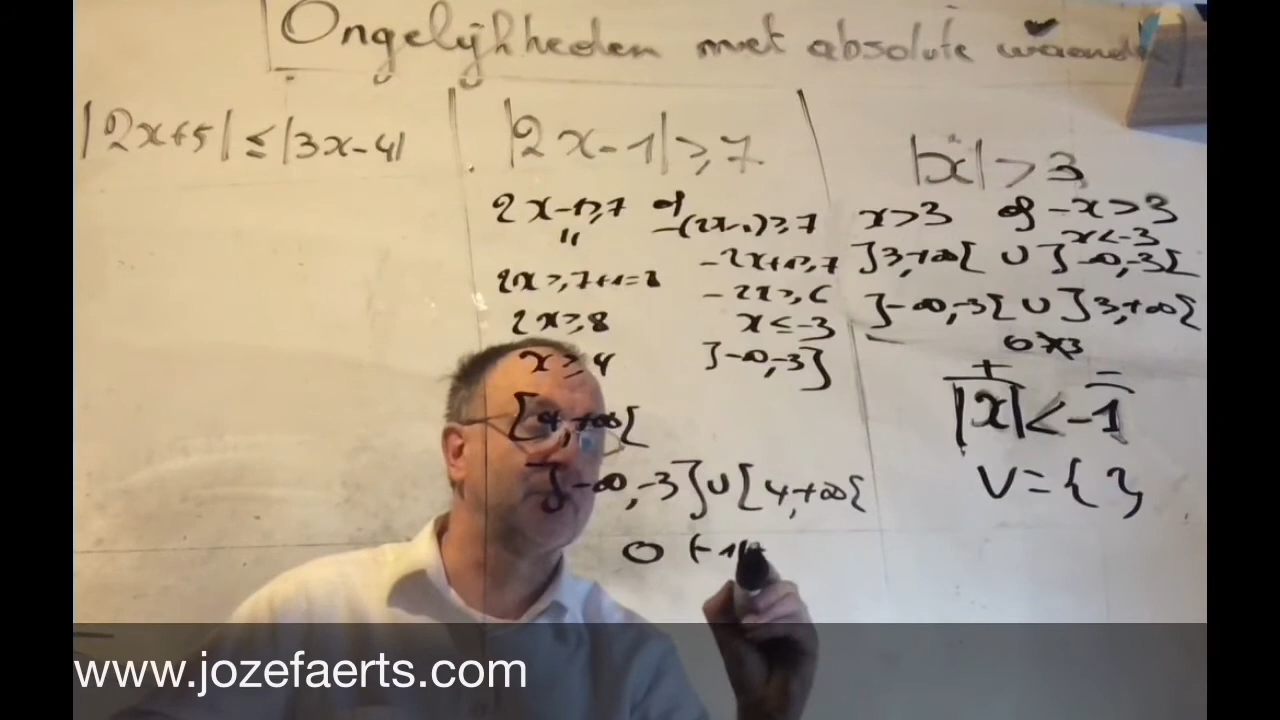 Ongelijkheden met absolute waarde
|2x+5| ≤ |3x-4|
|2x-1| ≥ 7
2x-1 ≥ 7 of -(2x-1) ≥ 7
"
2x ≥ 7+1=8
-2x+1 ≥ 7
2x ≥ 8
-2x ≥ 6
x ≥ 4
x ≤ -3
]-∞,-3]
[4,+∞[
]-∞,-3] ∪ [4,+∞[
0
|x| > 3
x>3 of -x>3
x<-3
]3,+∞[ ∪ ]-∞,-3[
]-∞,-3[ ∪ ]3,+∞[
+ -
|x| < -1
V = { }
www.jozefaerts.com